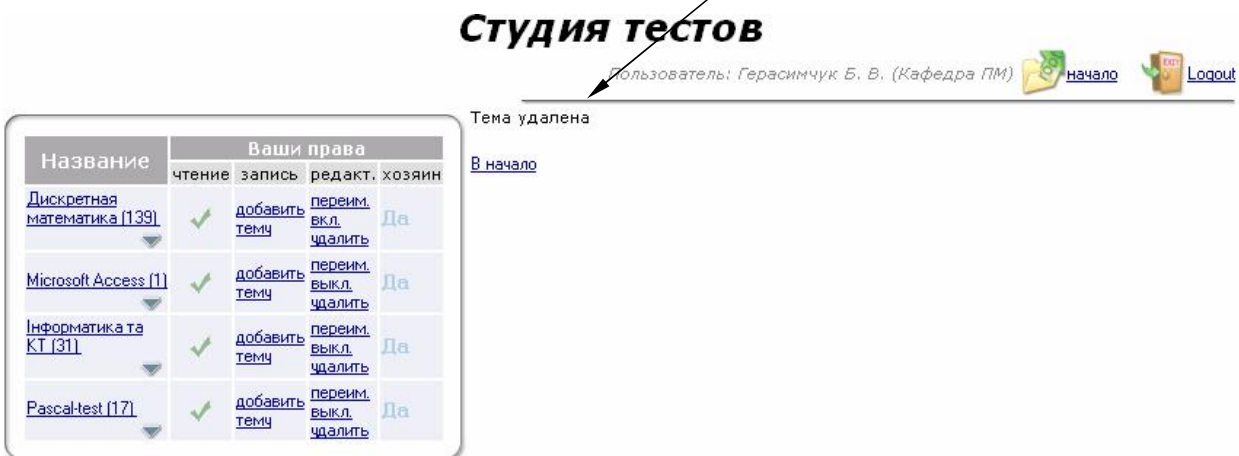 Студия тестов
Пользователь: Герасимчук Б. В. (Кафедра ПМ)
начало
EXIT
Logout
Тема удалена
В начало
Название
Ваши права
чтение запись редакт. хозяин
Дискретная
математика (139)
добавить
тему
переим.
вкл.
удалить
Да
Microsoft Access (1)
добавить
тему
переим.
выкл.
удалить
Да
Інформатика та
КТ (31)
добавить
тему
переим.
выкл.
удалить
Да
Pascal-test (17)
добавить
тему
переим.
выкл.
удалить
Да